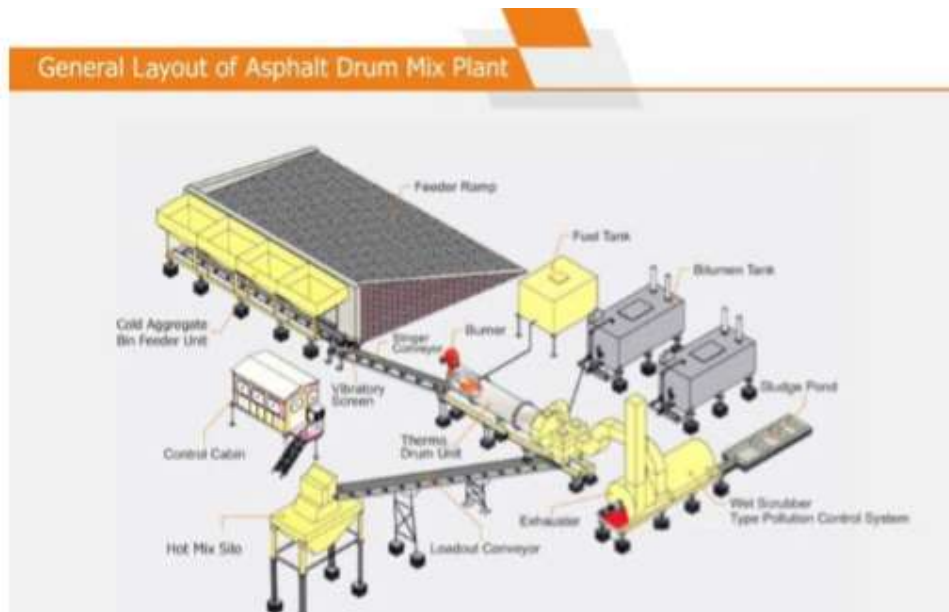 General Layout of Asphalt Drum Mix Plant
Feeder Ramp
Fuel Tank
Bitumen Tank
Cold Aggregate
Bin Feeder Unit
Slinger
Conveyor
Burner
Vibratory
Screen
Sludge Pond
Control Cabin
Thermo
Drum Unit
Wet Scrubber
Type Pollution Control System
Exhauster
Hot Mix Silo
Loadout Conveyor